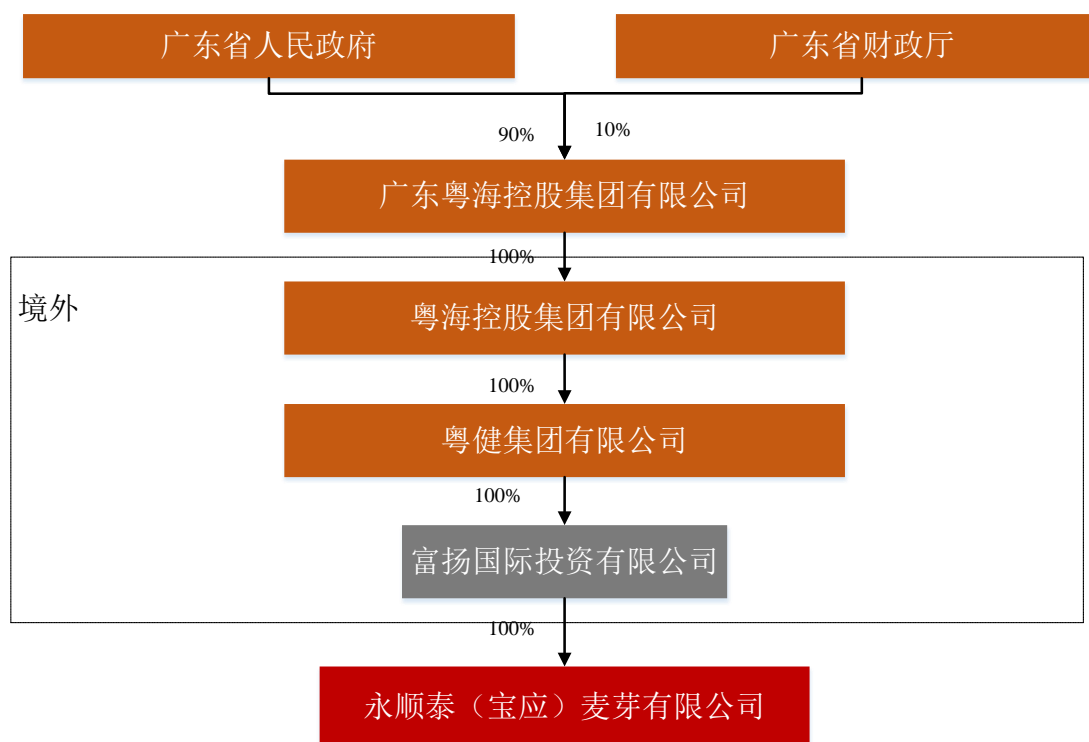 广东省人民政府
广东省财政厅
90%
10%
广东粤海控股集团有限公司
100%
境外
粤海控股集团有限公司
100%
粤健集团有限公司
100%
富扬国际投资有限公司
100%
永顺泰（宝应）麦芽有限公司